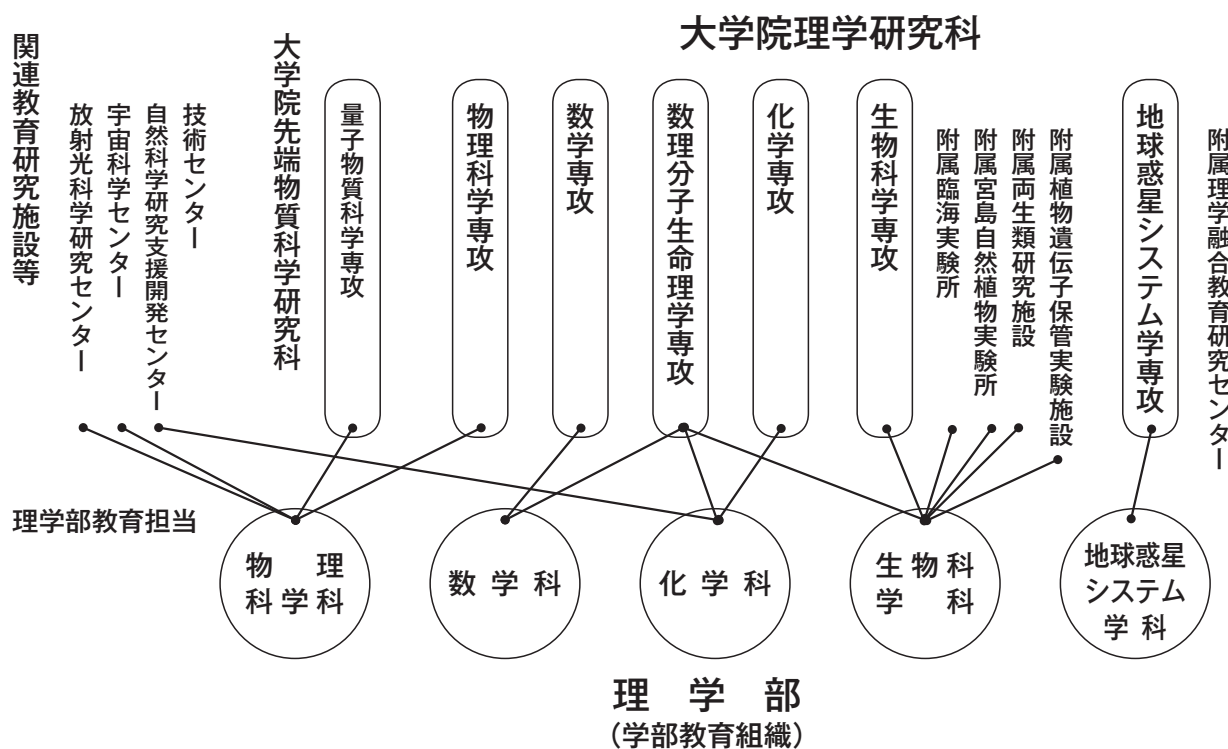 大学院理学研究科
関連教育研究施設等
放射光科学研究センター
宇宙科学センター
自然科学研究支援開発センター
技術センター
大学院先端物質科学研究科
量子物質科学専攻
物理科学専攻
数学専攻
数理分子生命理学専攻
化学専攻
生物科学専攻
附属臨海実験所
附属宮島自然植物実験所
附属両生類研究施設
附属植物遺伝子保管実験施設
地球惑星システム学専攻
附属理学融合教育研究センター
理学部教育担当
物理
科学科
数学科
化学科
生物科
学科
地球惑星
システム
学科
理学部
（学部教育組織）